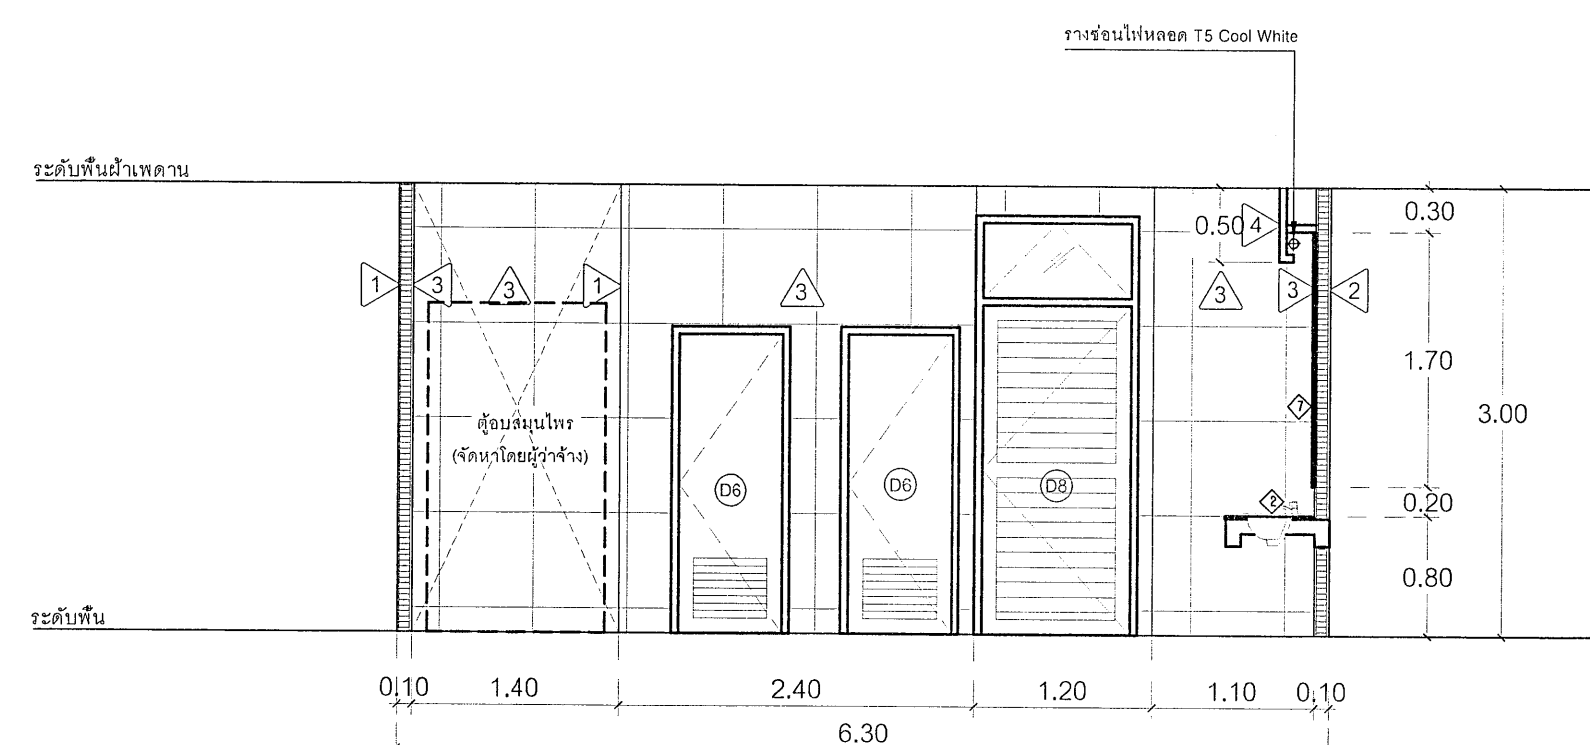 รางซ่อนไฟหลอด T5 Cool White
ระดับพื้นฝ้าเพดาน
0.30
0.50 4
1 3 3 1 3 3 3 2
1.70
7
3.00
ตู้อบสมุนไพร
(จัดหาโดยผู้ว่าจ้าง)
D6 D6 D8
2
0.20
0.80
ระดับพื้น
0.10 1.40 2.40 1.20 1.10 0.10
6.30